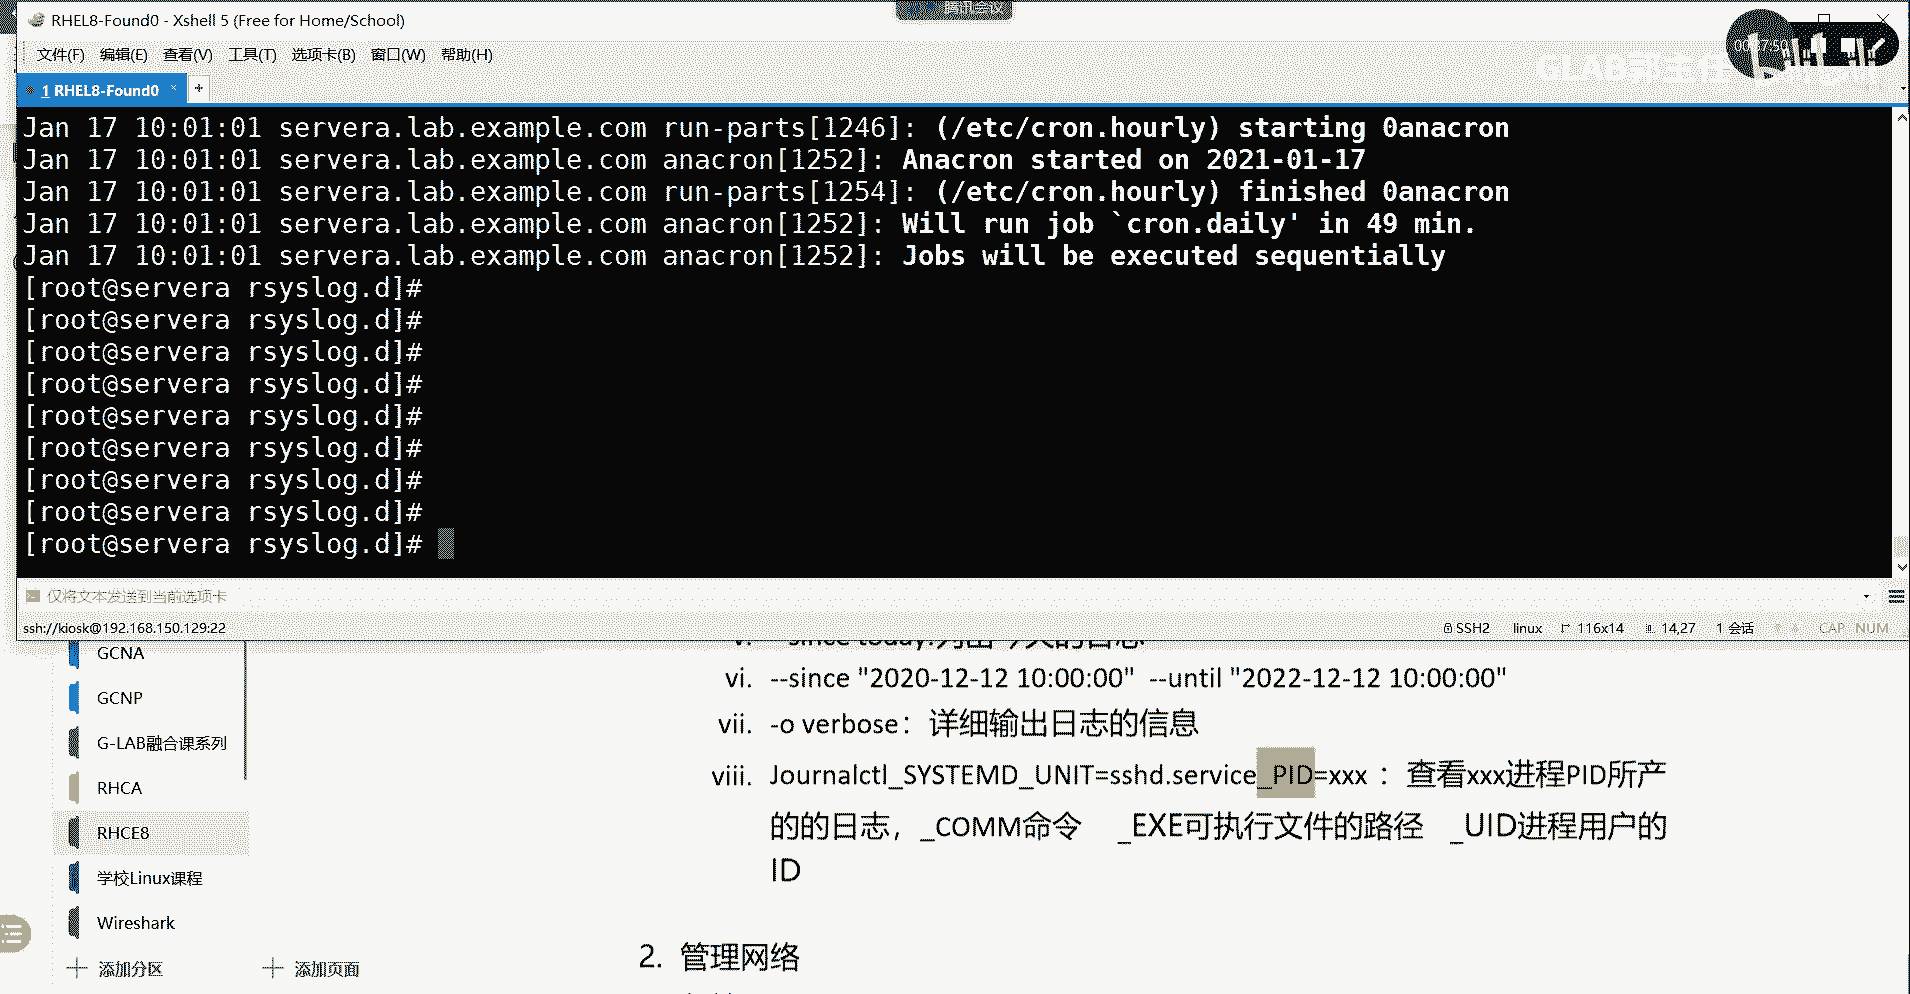 腾讯会议
RHEL8-Found0 - Xshell 5 (Free for Home/School)
文件(F) 编辑(E) 查看(V) 工具(T) 选项卡(B) 窗口(W) 帮助(H)
1 RHEL8-Found0 × +
Jan 17 10:01:01 servera.lab.example.com run-parts[1246]: (/etc/cron.hourly) starting 0anacron
Jan 17 10:01:01 servera.lab.example.com anacron[1252]: Anacron started on 2021-01-17
Jan 17 10:01:01 servera.lab.example.com run-parts[1254]: (/etc/cron.hourly) finished 0anacron
Jan 17 10:01:01 servera.lab.example.com anacron[1252]: Will run job `cron.daily' in 49 min.
Jan 17 10:01:01 servera.lab.example.com anacron[1252]: Jobs will be executed sequentially
[root@servera rsyslog.d]#
[root@servera rsyslog.d]#
[root@servera rsyslog.d]#
[root@servera rsyslog.d]#
[root@servera rsyslog.d]#
[root@servera rsyslog.d]#
[root@servera rsyslog.d]#
[root@servera rsyslog.d]#
[root@servera rsyslog.d]#
仅将文本发送到当前选项卡
ssh://kiosk@192.168.150.129:22 SSH2 linux 116x14 14,27 1 会话 CAP NUM
GCNA
GCNP
G-LAB融合课系列
RHCA
RHCE8
学校Linux课程
Wireshark
添加分区 添加页面
v. --since today:列出今天的日志
vi. --since "2020-12-12 10:00:00" --until "2022-12-12 10:00:00"
vii. -o verbose：详细输出日志的信息
viii. Journalctl_SYSTEMD_UNIT=sshd.service_PID=xxx ：查看xxx进程PID所产
的的日志，_COMM命令 _EXE可执行文件的路径 _UID进程用户的
ID
2. 管理网络